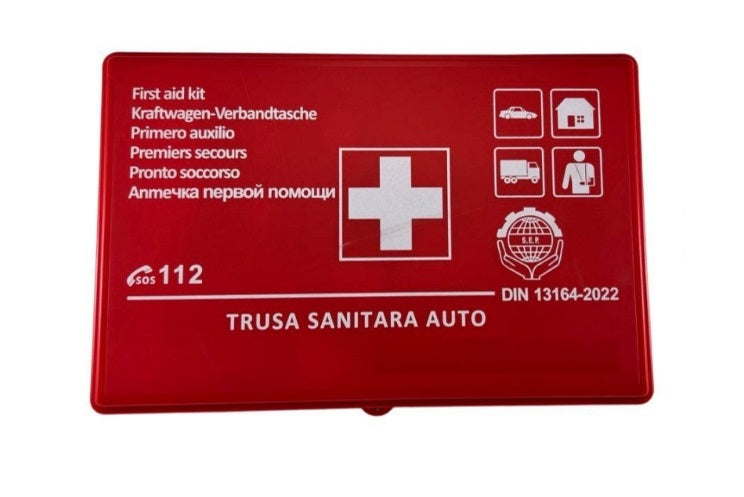 First aid kit
Kraftwagen-Verbandtasche
Primero auxilio
Premiers secours
Pronto soccorso
Аптечка первой помощи
SOS 112
S.E.P.
DIN 13164-2022
TRUSA SANITARA AUTO